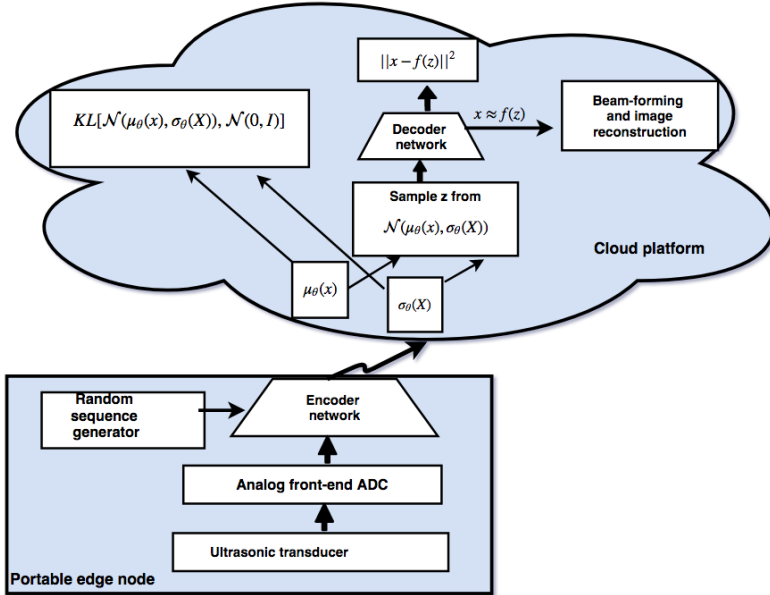 ||x − f(z)||²
KL[𝒩(μθ(x), σθ(X)), 𝒩(0, I)]
Decoder
network
x ≈ f(z)
Beam-forming
and image
reconstruction
Sample z from
𝒩(μθ(x), σθ(X))
Cloud platform
μθ(x)
σθ(X)
Random
sequence
generator
Encoder
network
Analog front-end ADC
Ultrasonic transducer
Portable edge node